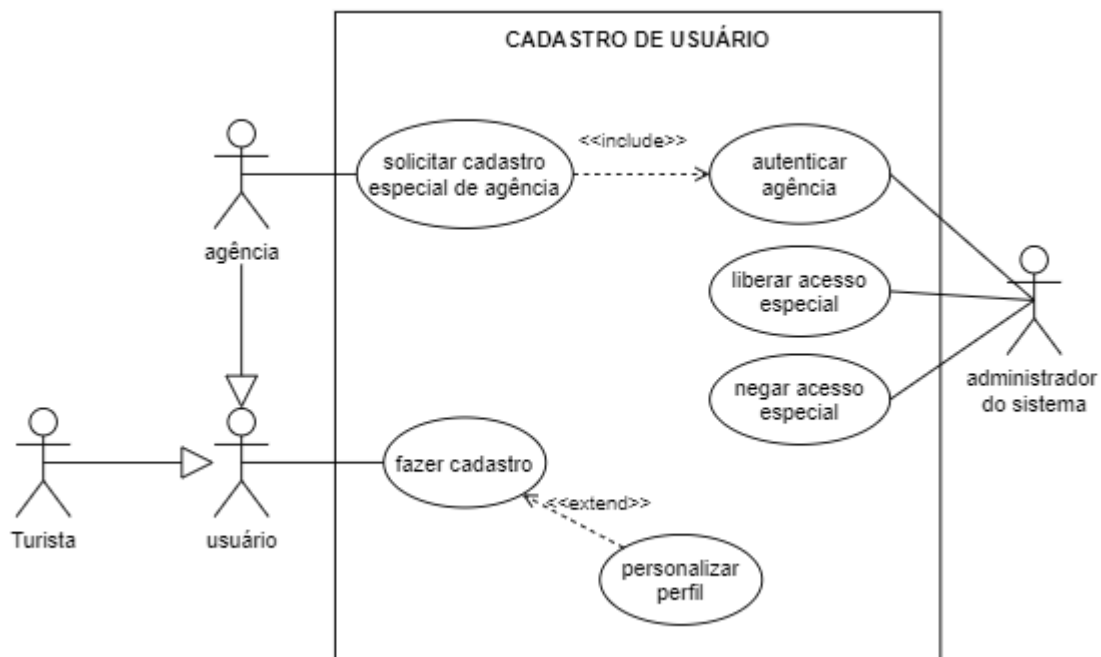 CADASTRO DE USUÁRIO
solicitar cadastro
especial de agência
<<include>>
autenticar
agência
agência
liberar acesso
especial
administrador
do sistema
negar acesso
especial
fazer cadastro
<<extend>>
Turista
usuário
personalizar
perfil